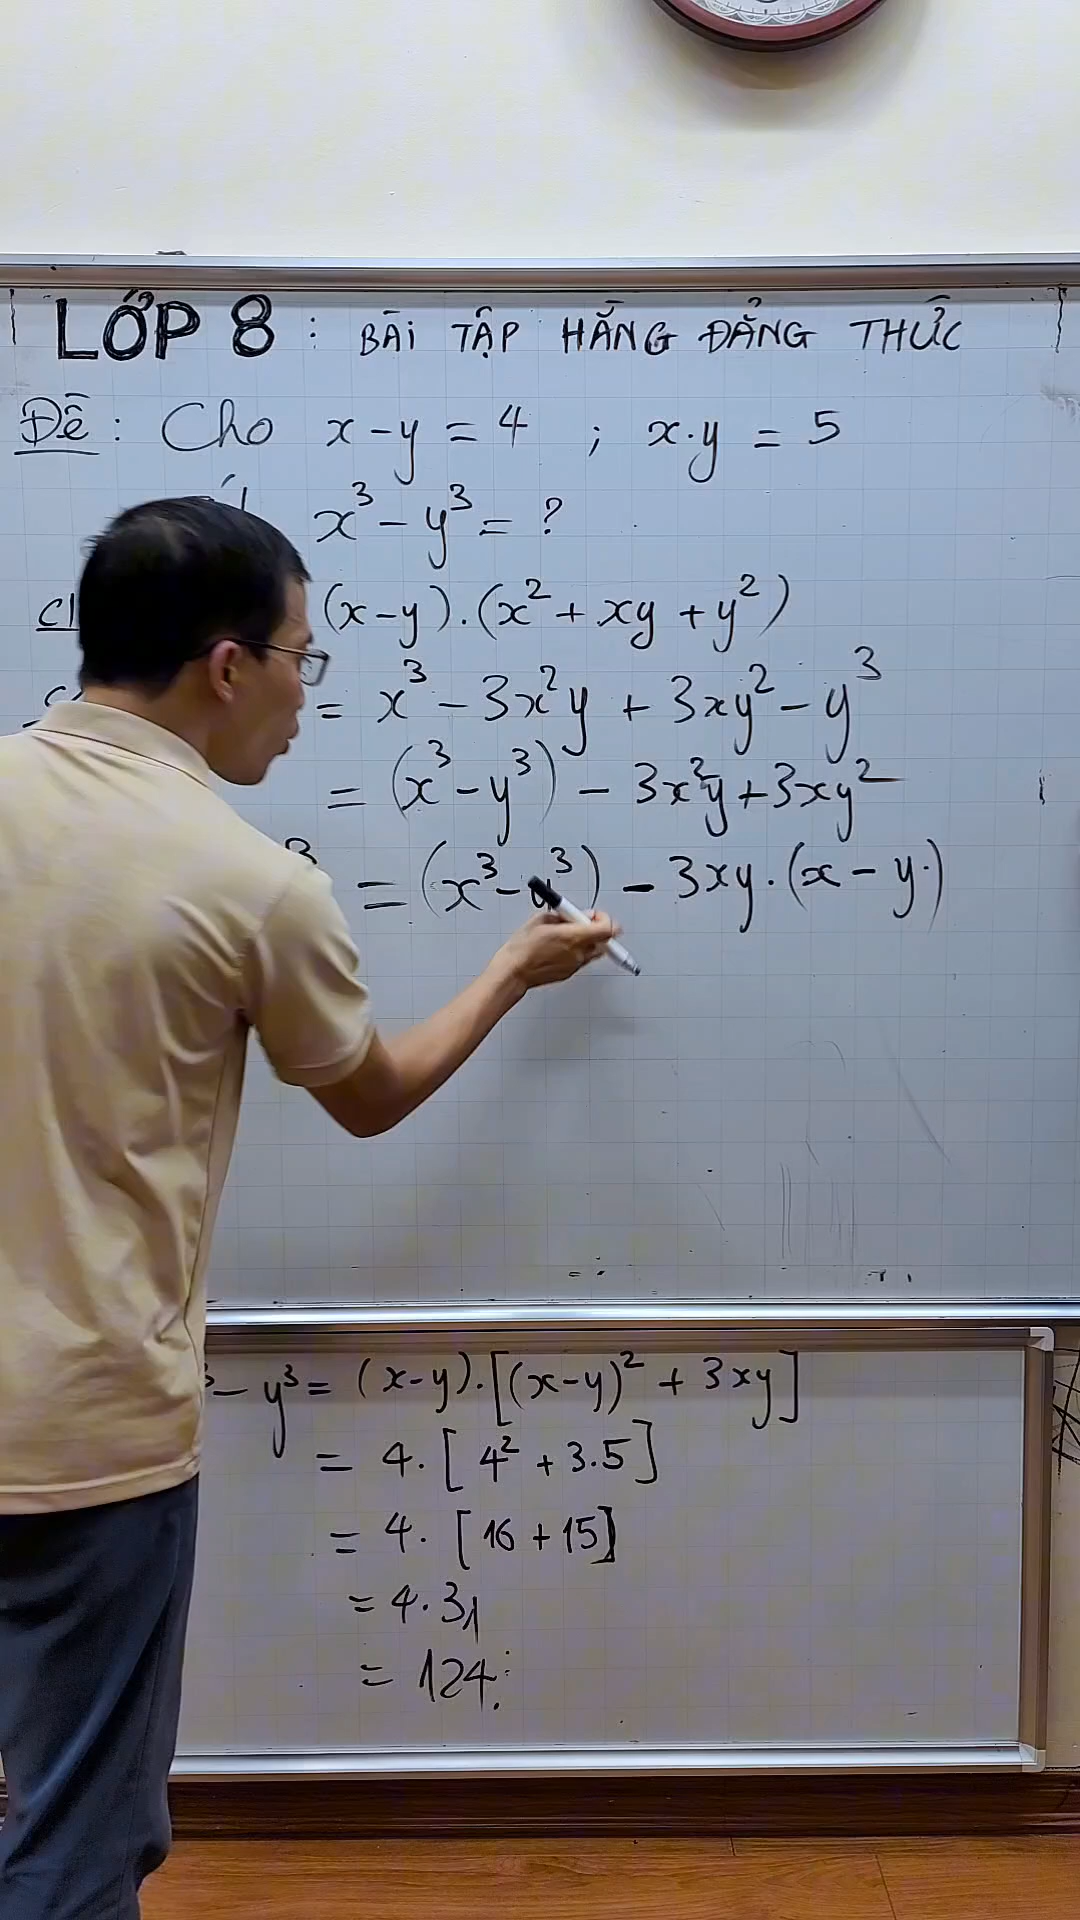 LỚP 8 : BÀI TẬP HẰNG ĐẲNG THỨC
Đề : Cho x - y = 4 ; x.y = 5
x³ - y³ = ?
(x - y).(x² + xy + y²)
= x³ - 3x²y + 3xy² - y³
= (x³ - y³) - 3x²y + 3xy²
= (x³ - y³) - 3xy.(x - y)
³ - y³ = (x - y).[(x - y)² + 3xy]
= 4.[4² + 3.5]
= 4.[16 + 15]
= 4.31
= 124.